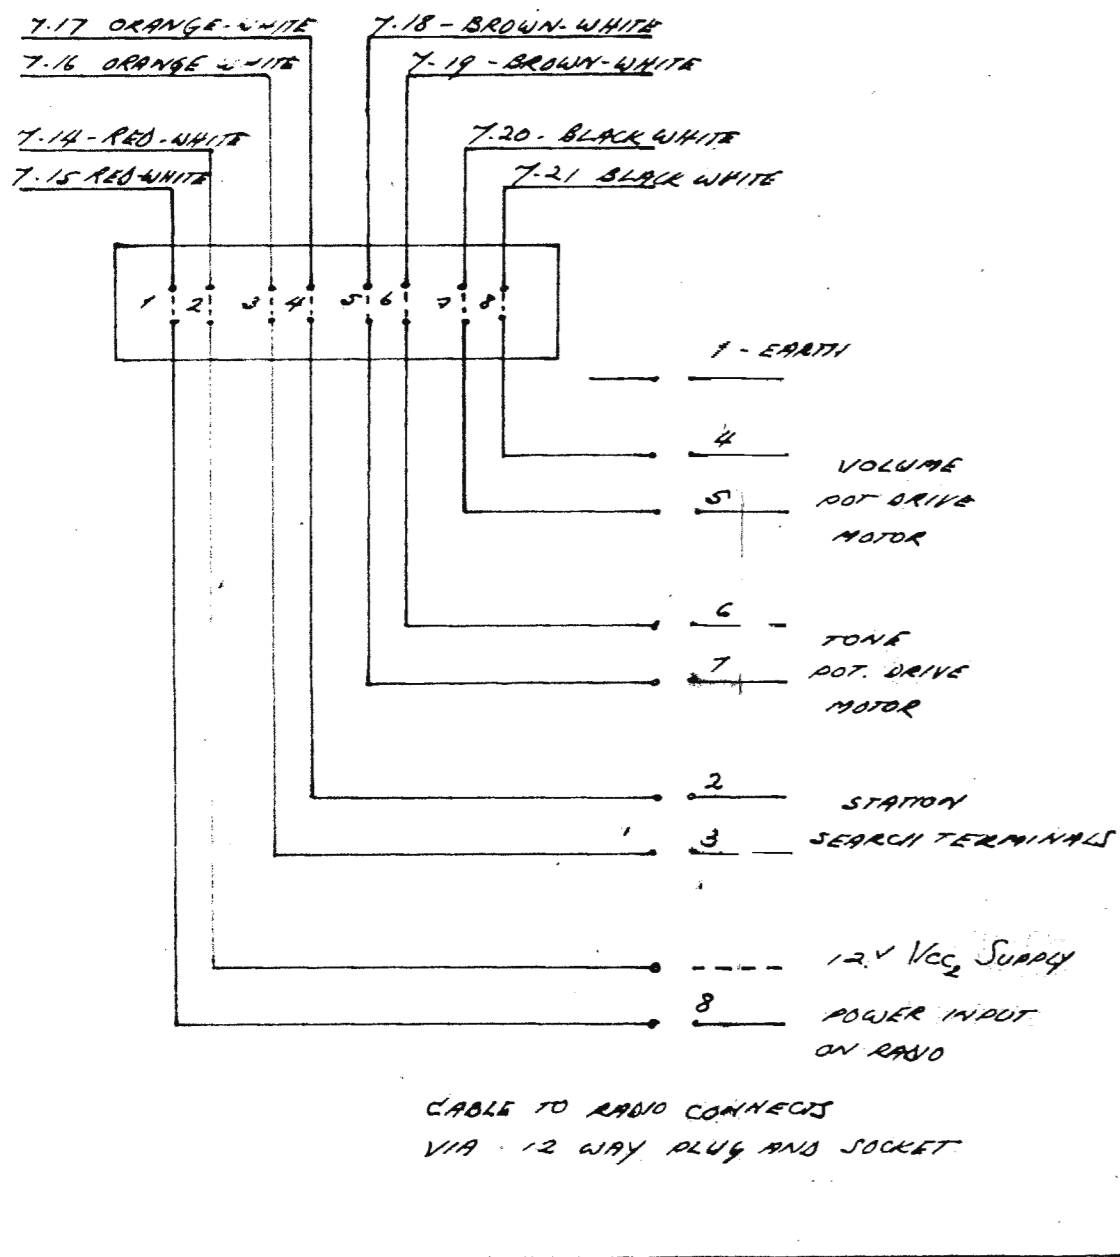 7.17 ORANGE-WHITE
7.18 - BROWN-WHITE
7.16 ORANGE WHITE
7-19 - BROWN-WHITE
7.14 - RED-WHITE
7.20 - BLACK WHITE
7.15 RED-WHITE
7.21 BLACK WHITE
1 2 3 4 5 6 7 8
1 - EARTH
4
VOLUME
5
POT DRIVE
MOTOR
6
TONE
7
POT. DRIVE
MOTOR
2
STATION
3
SEARCH TERMINALS
12V Vcc2 SUPPLY
8
POWER INPUT
ON RADIO
CABLE TO RADIO CONNECTS
VIA 12 WAY PLUG AND SOCKET